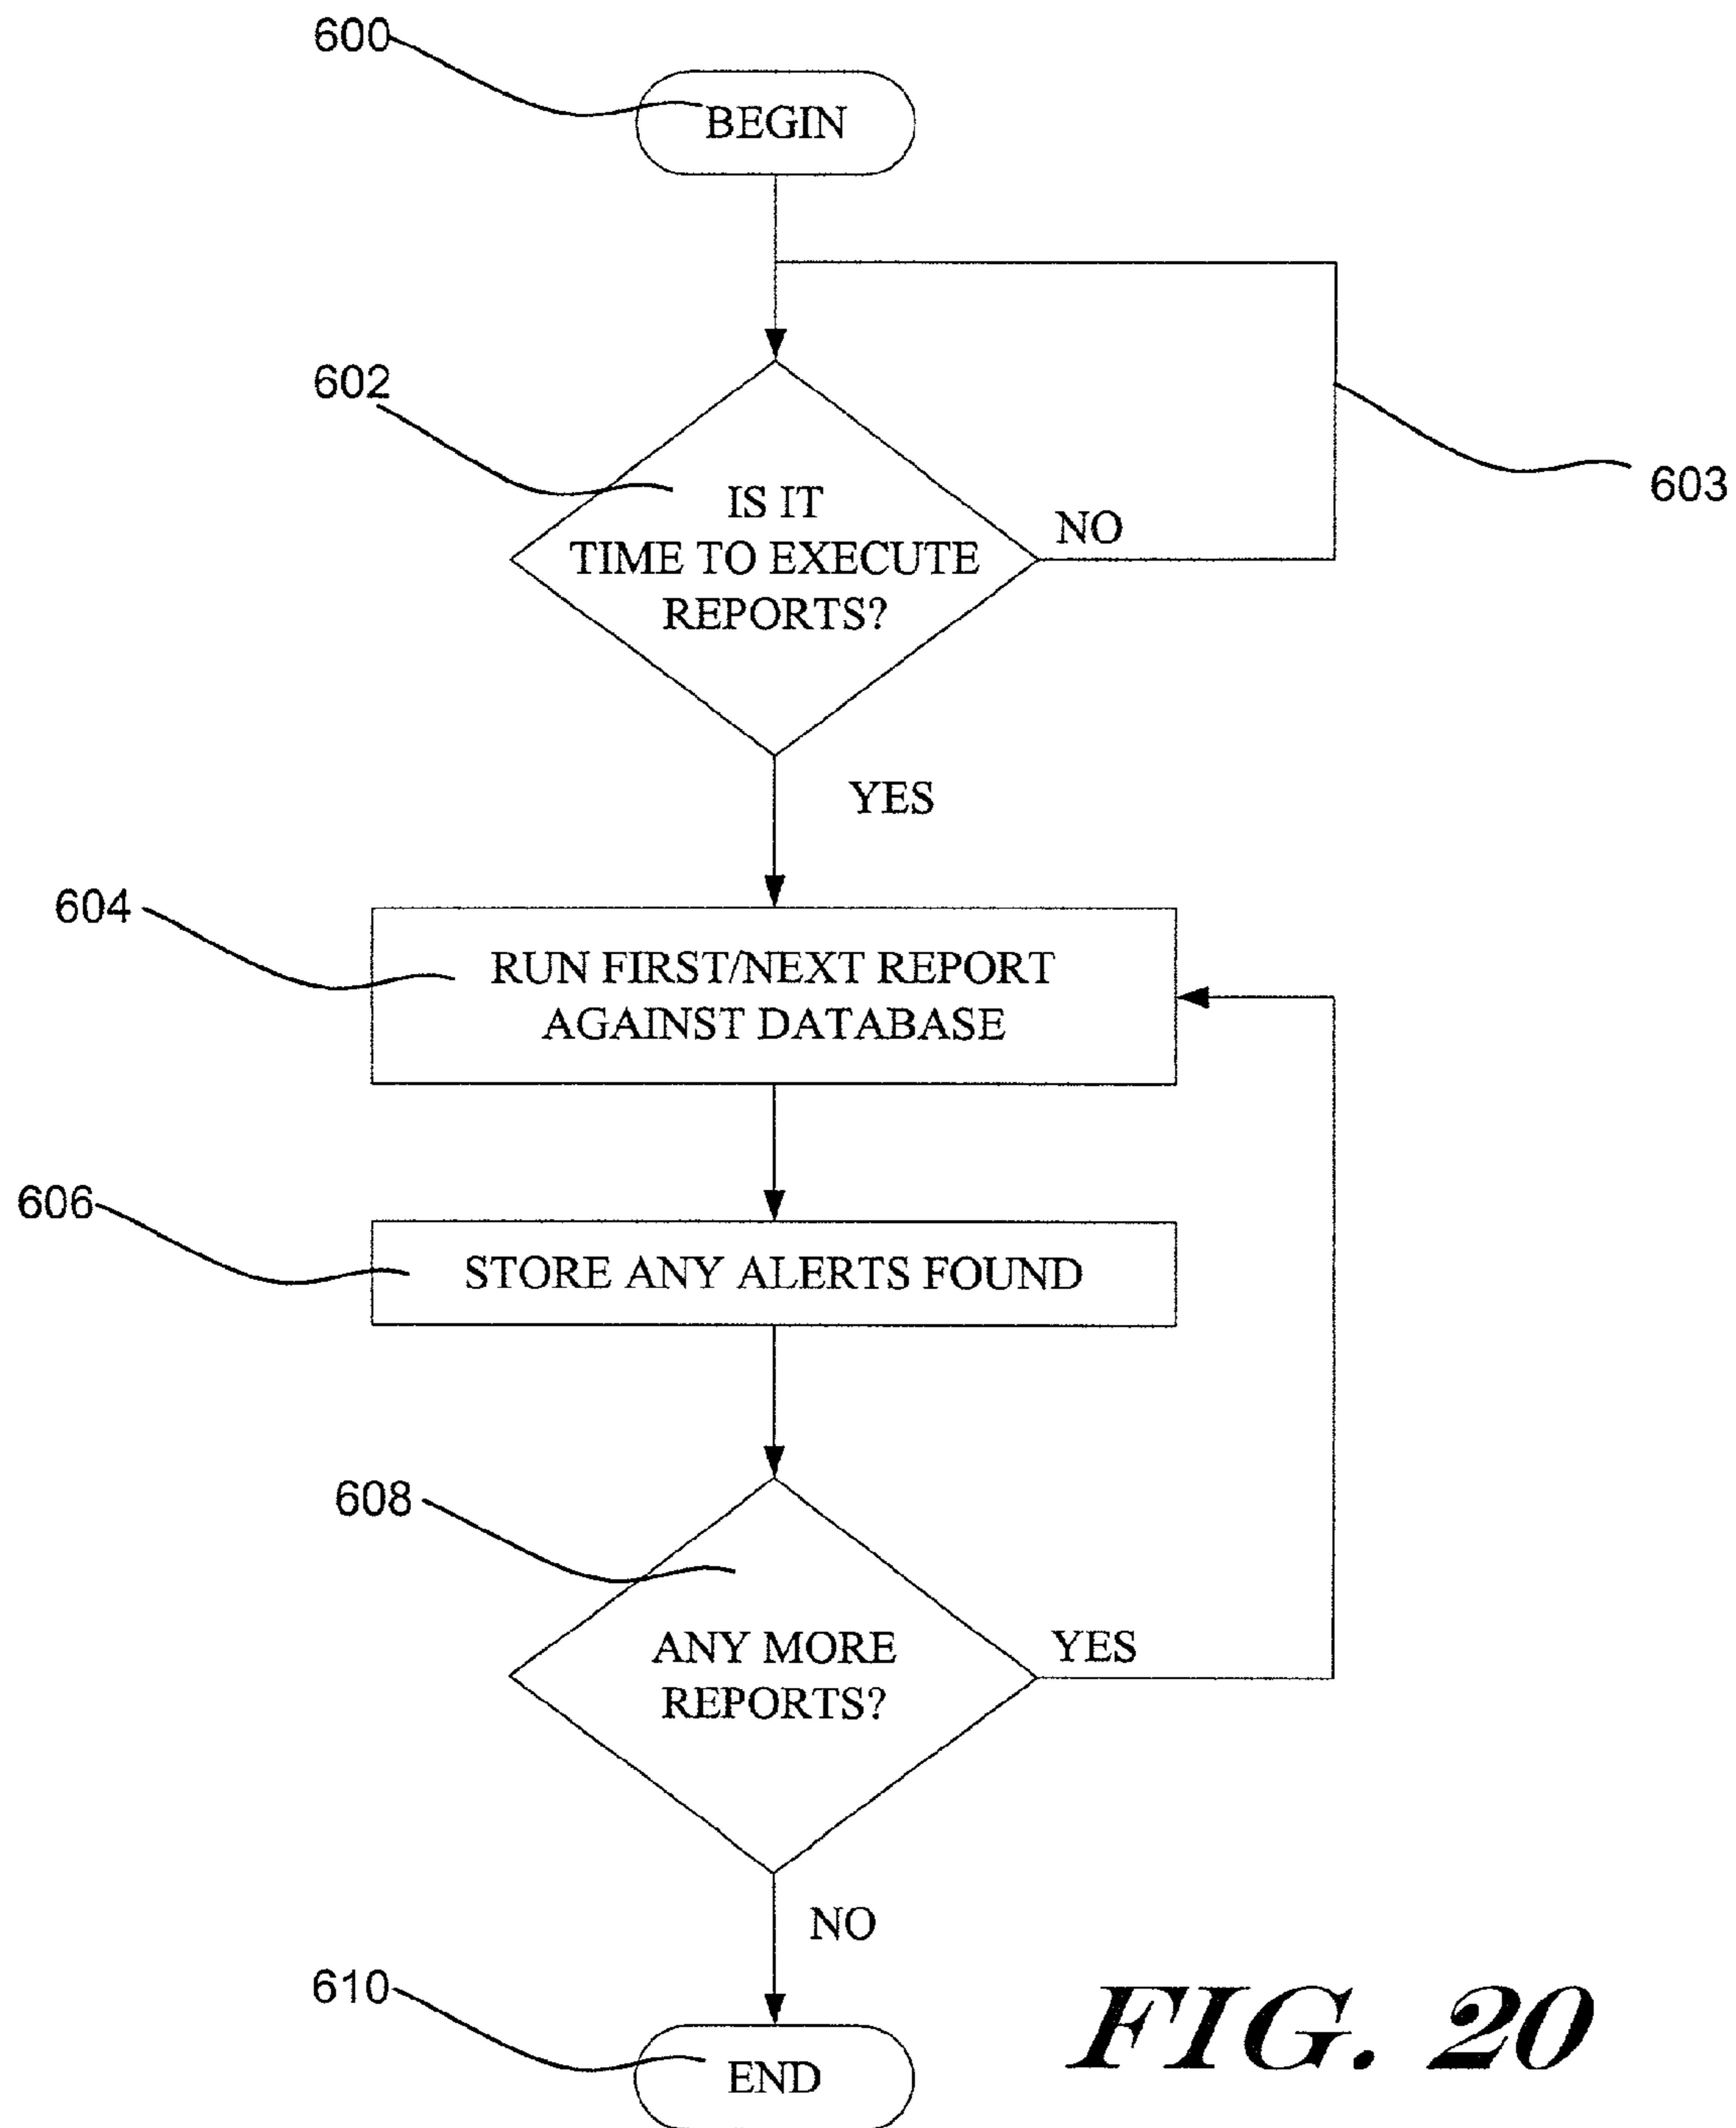 600
BEGIN
602
IS IT
TIME TO EXECUTE
REPORTS?
NO
603
YES
604
RUN FIRST/NEXT REPORT
AGAINST DATABASE
606
STORE ANY ALERTS FOUND
608
ANY MORE
REPORTS?
YES
NO
610
END
FIG. 20